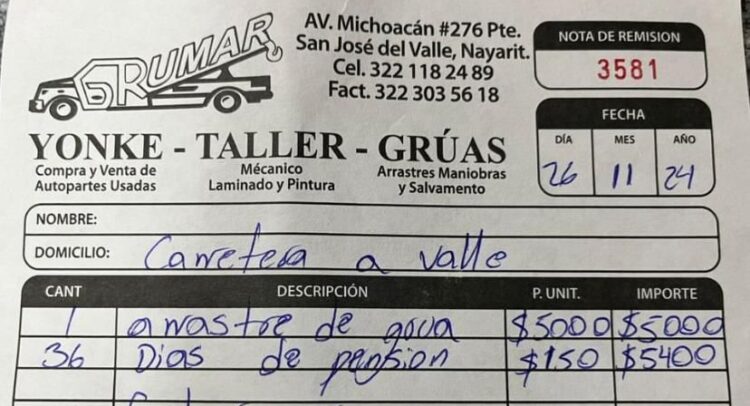 GRUMAR
AV. Michoacán #276 Pte.
San José del Valle, Nayarit.
Cel. 322 118 24 89
Fact. 322 303 56 18
NOTA DE REMISION
3581
FECHA
DÍA MES AÑO
26 11 24
YONKE - TALLER - GRÚAS
Compra y Venta de
Autopartes Usadas
Mécanico
Laminado y Pintura
Arrastres Maniobras
y Salvamento
NOMBRE:
DOMICILIO: Carretera a valle
CANT DESCRIPCIÓN P. UNIT. IMPORTE
1 arrastre de grua $5000 $5000
36 Dias de pension $150 $5400